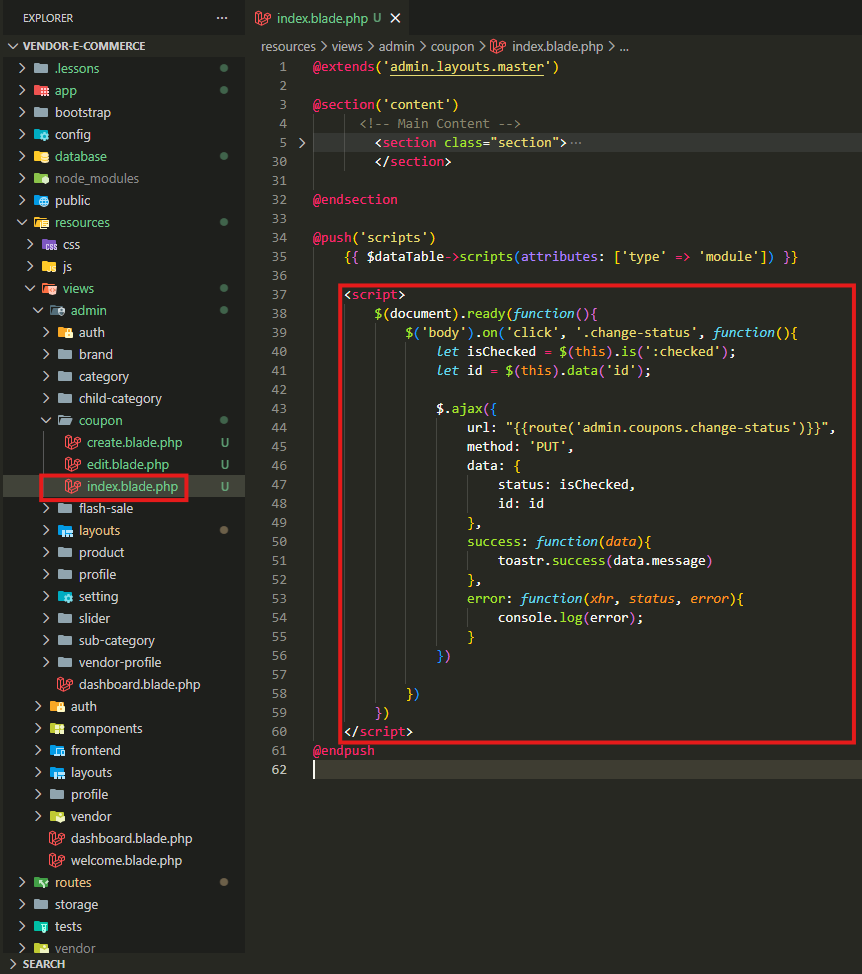 EXPLORER ...
VENDOR-E-COMMERCE
.lessons
app
bootstrap
config
database
node_modules
public
resources
css
js
views
admin
auth
brand
category
child-category
coupon
create.blade.php U
edit.blade.php U
index.blade.php U
flash-sale
layouts
product
profile
setting
slider
sub-category
vendor-profile
dashboard.blade.php
auth
components
frontend
layouts
profile
vendor
dashboard.blade.php
welcome.blade.php
routes
storage
tests
vendor
SEARCH
index.blade.php U
resources > views > admin > coupon > index.blade.php > ...
1 @extends('admin.layouts.master')
2
3 @section('content')
4 <!-- Main Content -->
5 <section class="section">...
30 </section>
31
32 @endsection
33
34 @push('scripts')
35 {{ $dataTable->scripts(attributes: ['type' => 'module']) }}
36
37 <script>
38 $(document).ready(function(){
39 $('body').on('click', '.change-status', function(){
40 let isChecked = $(this).is(':checked');
41 let id = $(this).data('id');
42
43 $.ajax({
44 url: "{{route('admin.coupons.change-status')}}",
45 method: 'PUT',
46 data: {
47 status: isChecked,
48 id: id
49 },
50 success: function(data){
51 toastr.success(data.message)
52 },
53 error: function(xhr, status, error){
54 console.log(error);
55 }
56 })
57
58 })
59 })
60 </script>
61 @endpush
62